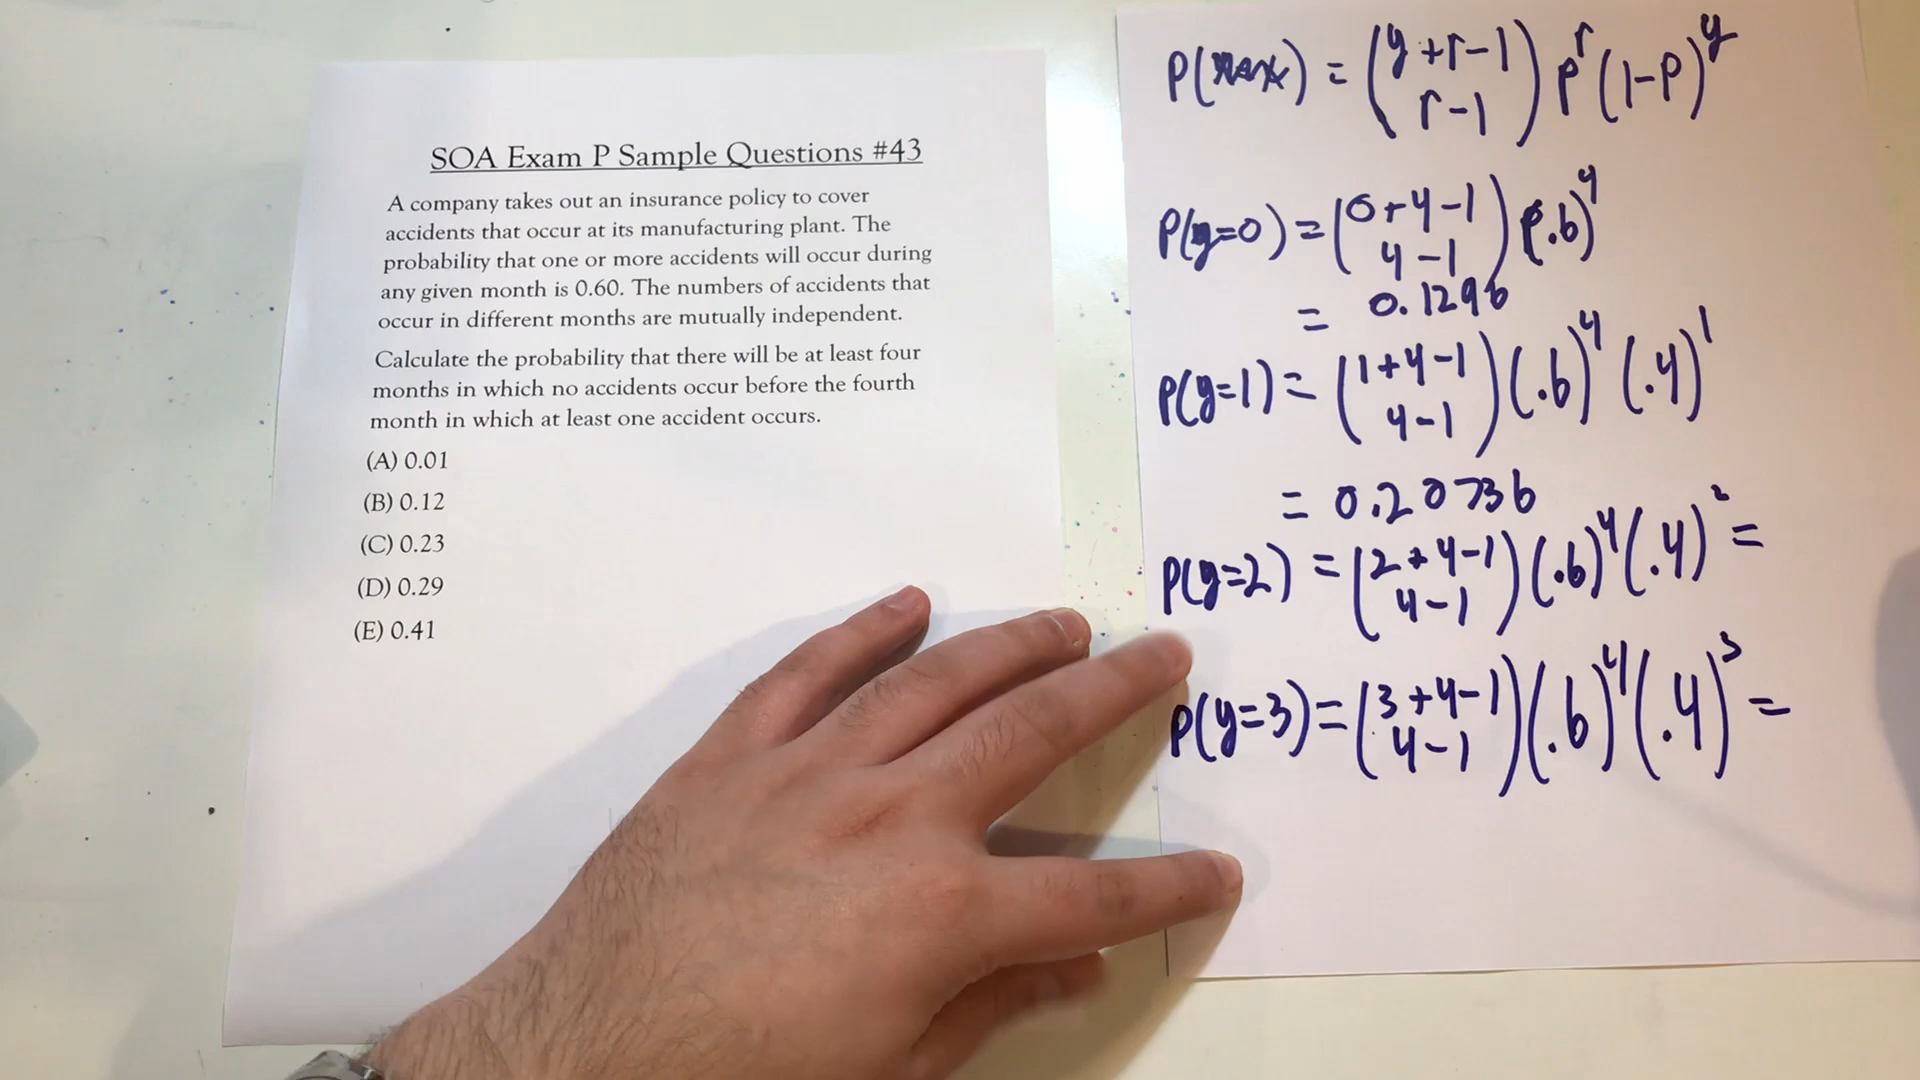 SOA Exam P Sample Questions #43
A company takes out an insurance policy to cover
accidents that occur at its manufacturing plant. The
probability that one or more accidents will occur during
any given month is 0.60. The numbers of accidents that
occur in different months are mutually independent.
Calculate the probability that there will be at least four
months in which no accidents occur before the fourth
month in which at least one accident occurs.
(A) 0.01
(B) 0.12
(C) 0.23
(D) 0.29
(E) 0.41
P( ) = (y+r-1 r-1) p^r (1-p)^y
P(y=0) = (0+4-1 4-1) (.6)^4
= 0.1296
P(y=1) = (1+4-1 4-1) (.6)^4 (.4)^1
= 0.20736
P(y=2) = (2+4-1 4-1) (.6)^4 (.4)^2 =
P(y=3) = (3+4-1 4-1) (.6)^4 (.4)^3 =